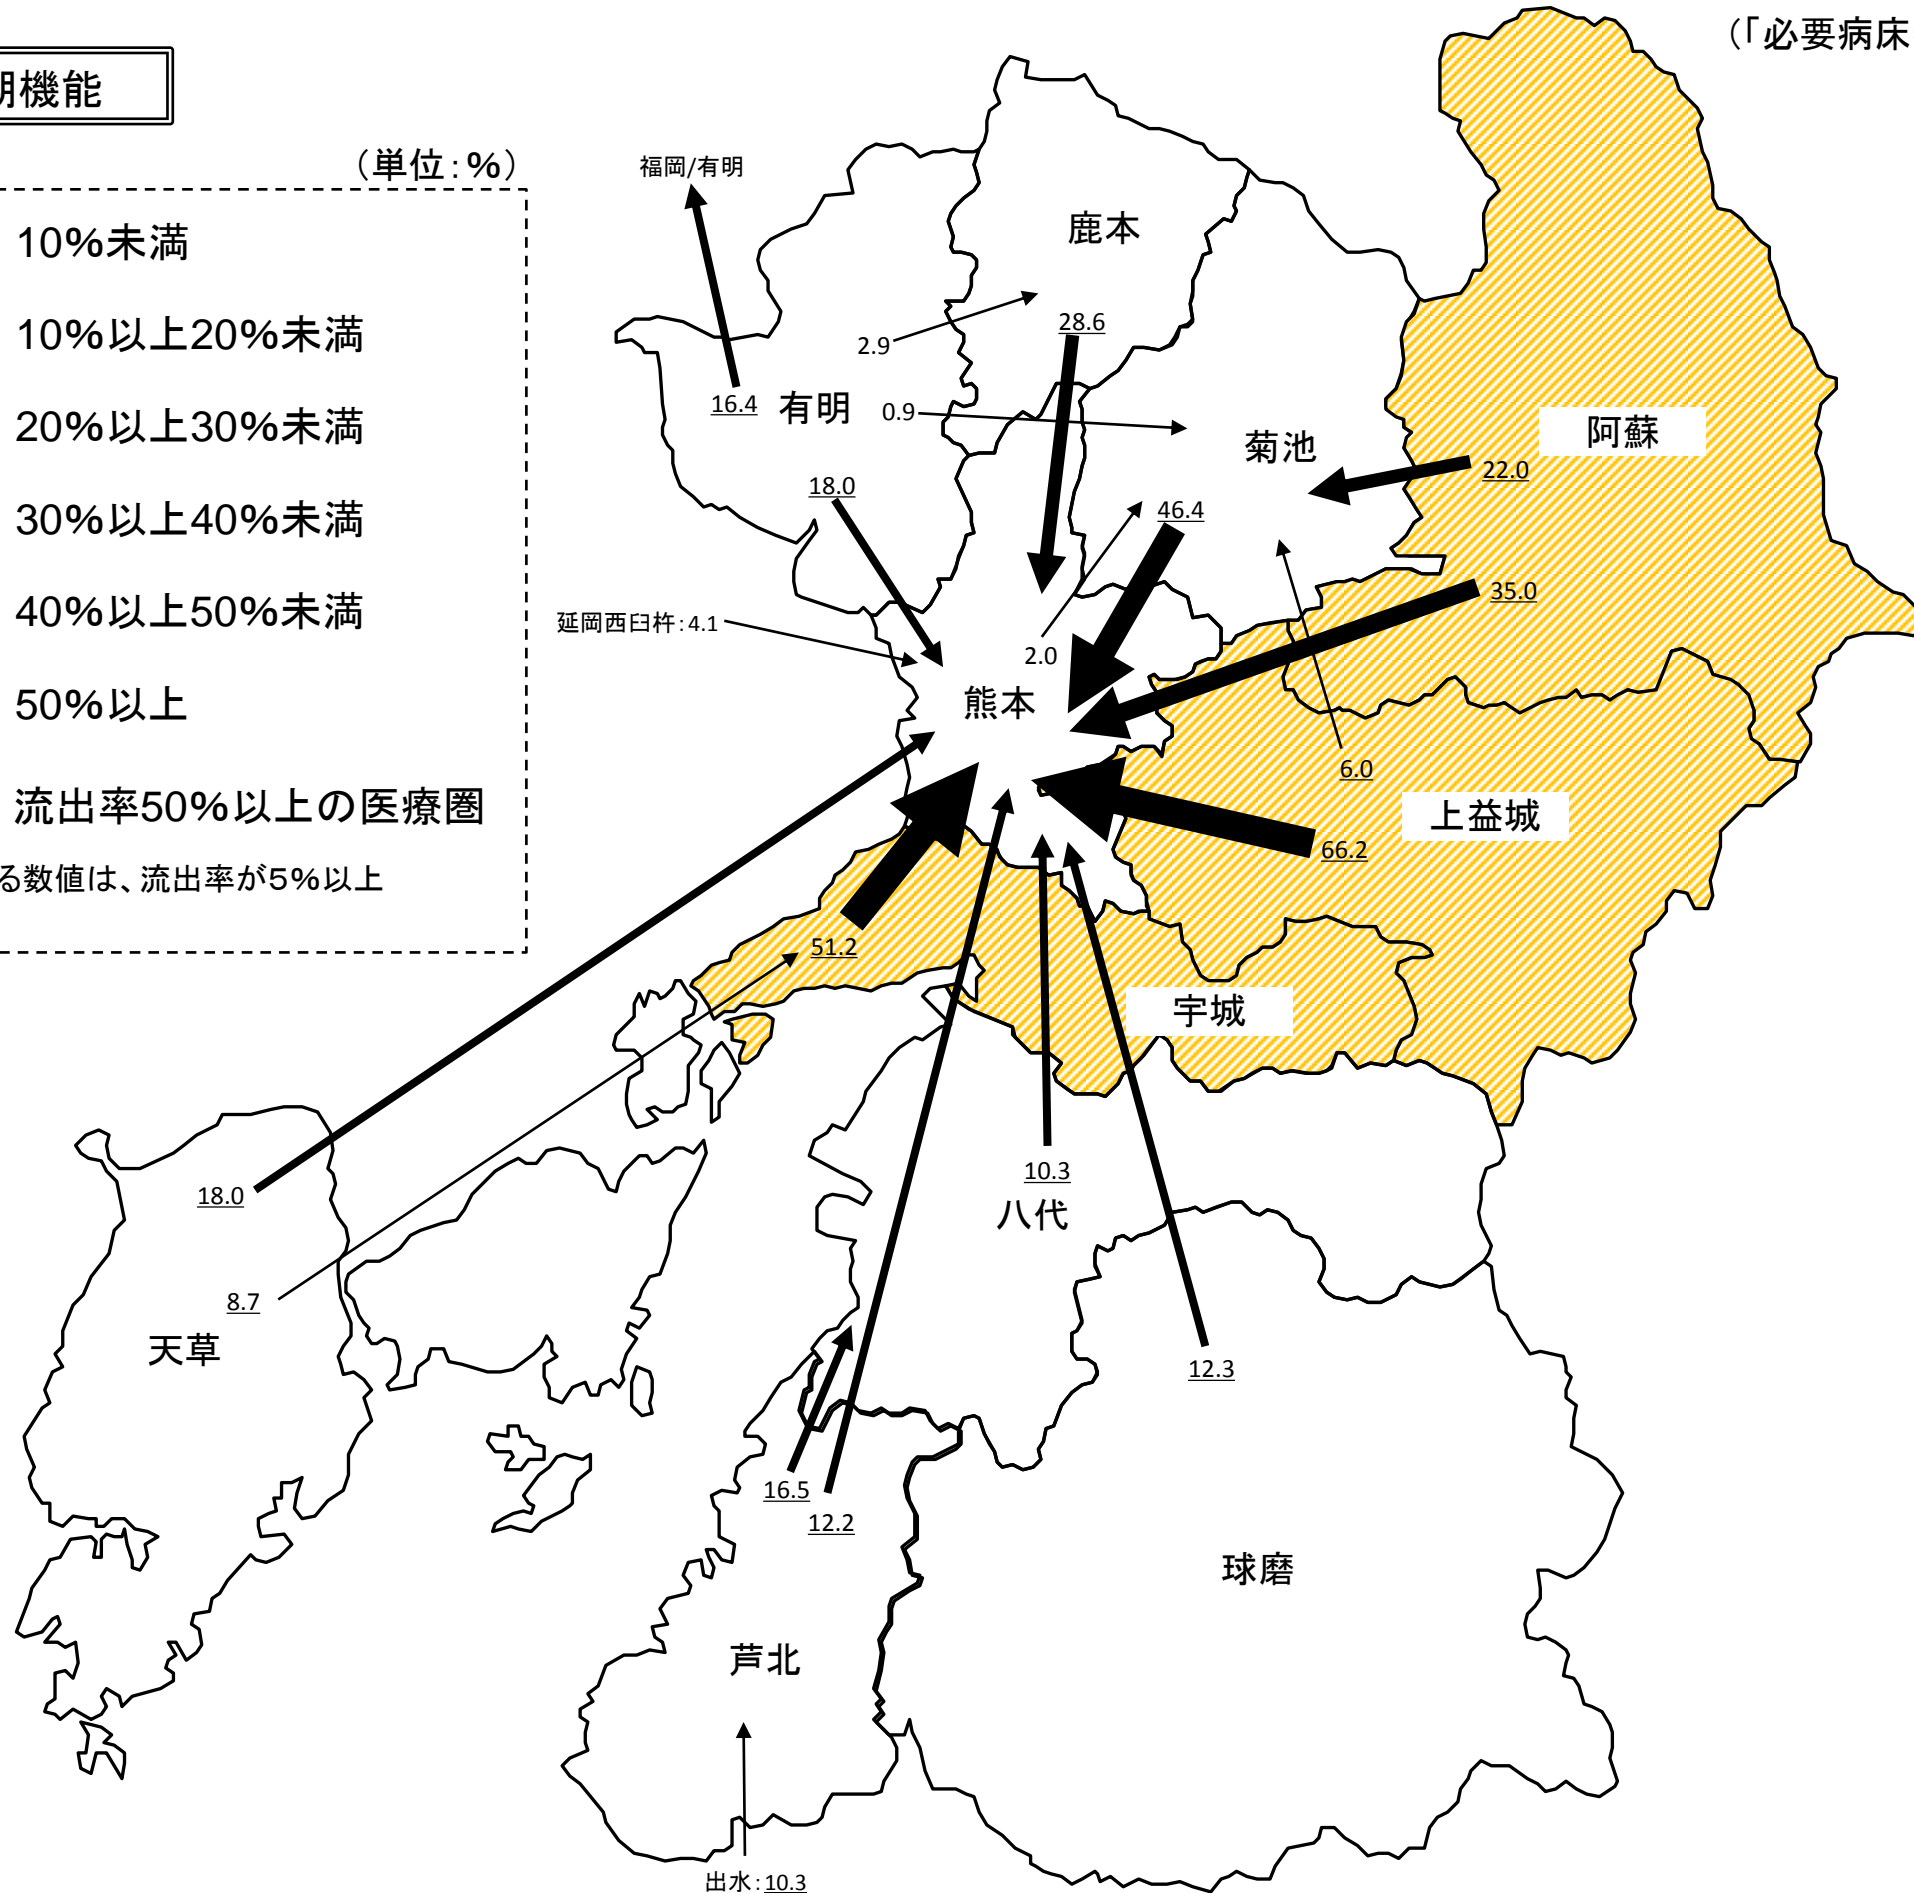 (「必要病床
期機能
(単位:%)
10%未満
10%以上20%未満
20%以上30%未満
30%以上40%未満
40%以上50%未満
50%以上
流出率50%以上の医療圏
る数値は、流出率が5%以上
福岡/有明
鹿本
2.9
28.6
16.4
有明
0.9
菊池
阿蘇
22.0
18.0
46.4
35.0
延岡西臼杵:4.1
2.0
熊本
6.0
上益城
66.2
51.2
宇城
10.3
八代
18.0
8.7
天草
12.3
16.5
12.2
球磨
芦北
出水:10.3